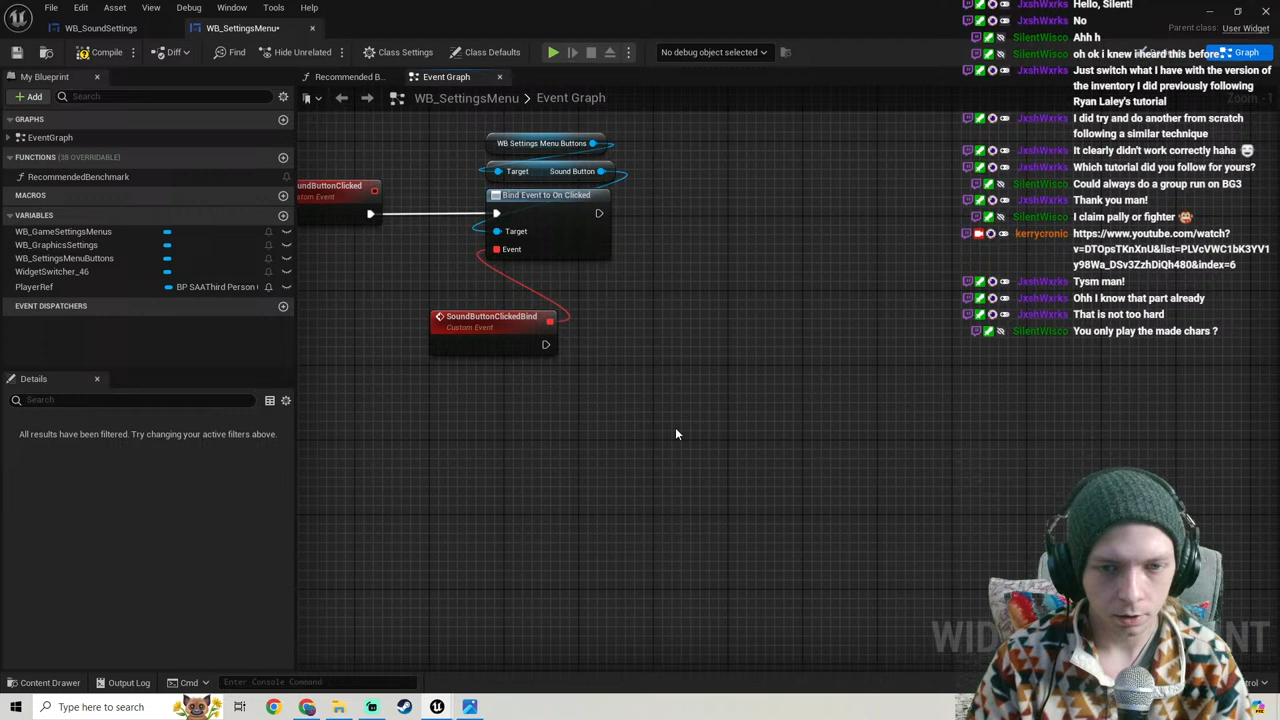 File Edit Asset View Debug Window Tools Help
WB_SoundSettings
WB_SettingsMenu•
Parent class: User Widget
Compile
Diff
Find
Hide Unrelated
Class Settings
Class Defaults
No debug object selected
Graph
My Blueprint
Recommended B...
Event Graph
Add
Search
WB_SettingsMenu > Event Graph
Zoom -1
GRAPHS
EventGraph
FUNCTIONS (38 OVERRIDABLE)
RecommendedBenchmark
MACROS
VARIABLES
WB_GameSettingsMenus
WB_GraphicsSettings
WB_SettingsMenuButtons
WidgetSwitcher_46
PlayerRef
BP SAAThird Person
EVENT DISPATCHERS
Details
Search
All results have been filtered. Try changing your active filters above.
oundButtonClicked
ustom Event
WB Settings Menu Buttons
Target Sound Button
Bind Event to On Clicked
Target
Event
SoundButtonClickedBind
Custom Event
JxshWxrks Hello, Silent!
JxshWxrks No
SilentWisco Ahh h
SilentWisco oh ok i knew i heard this before
JxshWxrks Just switch what I have with the version
of the
inventory I did previously following
Ryan Laley's tutorial
JxshWxrks I did try and do another from scratch
following a similar technique
JxshWxrks It clearly didn't work correctly haha
JxshWxrks Which tutorial did you follow for yours?
SilentWisco Could always do a group run on BG3
JxshWxrks Thank you man!
SilentWisco I claim pally or fighter
kerrycronic https://www.youtube.com/watch?
v=DTOpsTKnXnU&list=PLVcVWC1bK3YV1
y98Wa_DSv3ZzhDiQh480&index=6
JxshWxrks Tysm man!
JxshWxrks Ohh I know that part already
JxshWxrks That is not too hard
SilentWisco You only play the made chars ?
Content Drawer
Output Log
Cmd
Enter Console Command
Type here to search